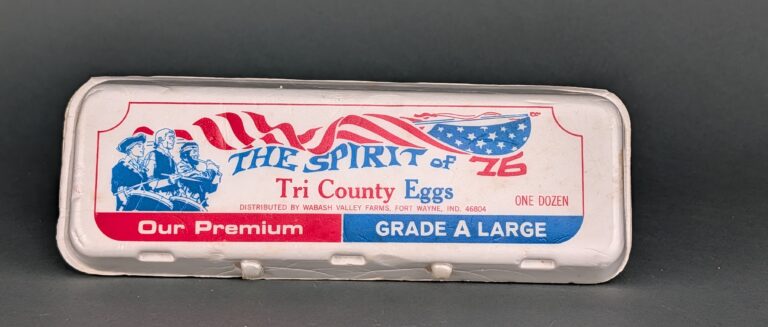 THE SPIRIT of 76
Tri County Eggs
ONE DOZEN
DISTRIBUTED BY WABASH VALLEY FARMS, FORT WAYNE, IND. 46804
Our Premium GRADE A LARGE